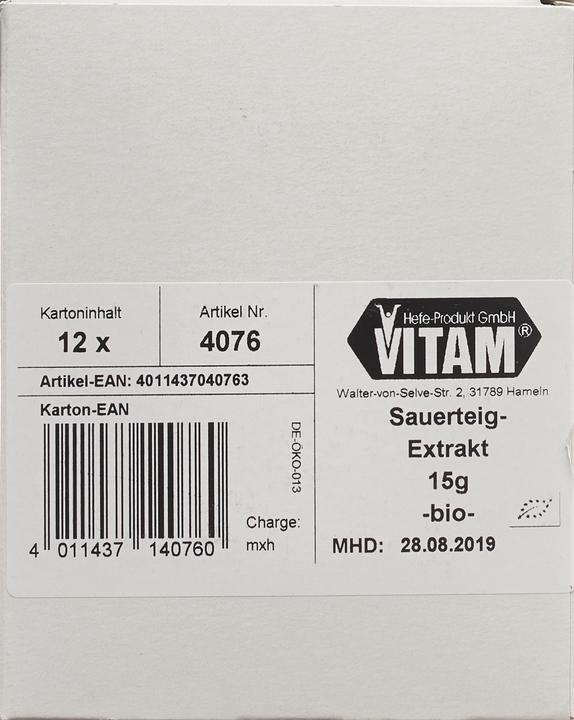 Kartoninhalt
12 x
Artikel Nr.
4076
Artikel-EAN: 4011437040763
Karton-EAN
4 011437 140760
DE-ÖKO-013
Charge:
mxh
Hefe-Produkt GmbH
VITAM®
Walter-von-Selve-Str. 2, 31789 Hameln
Sauerteig-
Extrakt
15g
-bio-
MHD: 28.08.2019